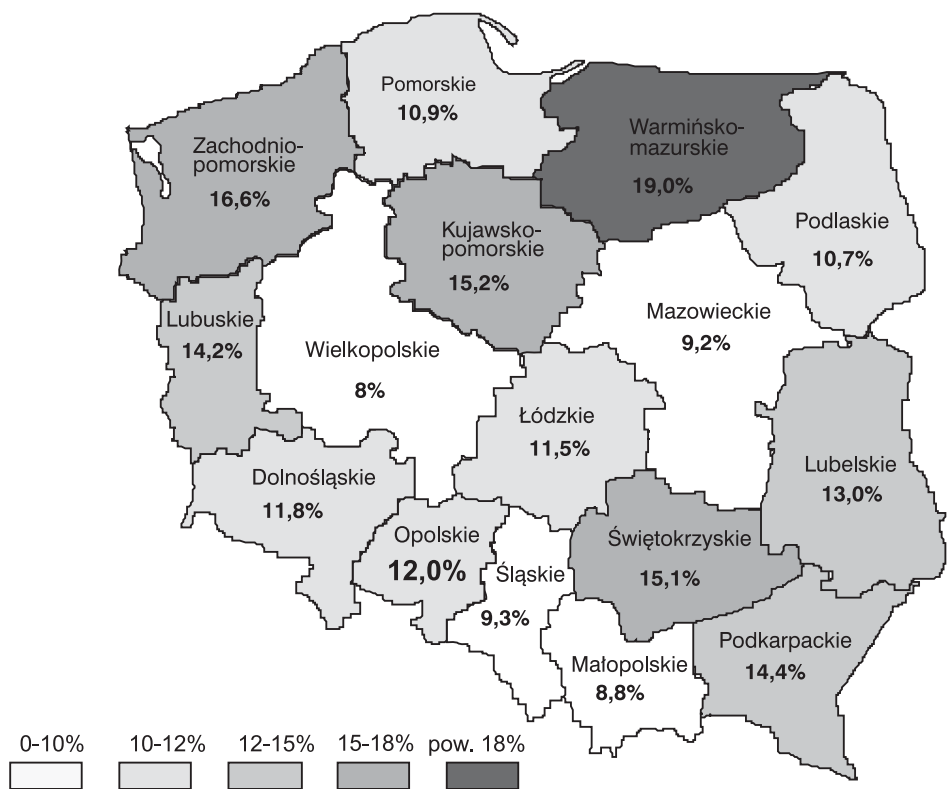 Pomorskie
10,9%
Zachodnio-
pomorskie
16,6%
Warmińsko-
mazurskie
19,0%
Podlaskie
10,7%
Kujawsko-
pomorskie
15,2%
Lubuskie
14,2%
Wielkopolskie
8%
Mazowieckie
9,2%
Łódzkie
11,5%
Lubelskie
13,0%
Dolnośląskie
11,8%
Opolskie
12,0%
Śląskie
9,3%
Świętokrzyskie
15,1%
Małopolskie
8,8%
Podkarpackie
14,4%
0-10% 10-12% 12-15% 15-18% pow. 18%